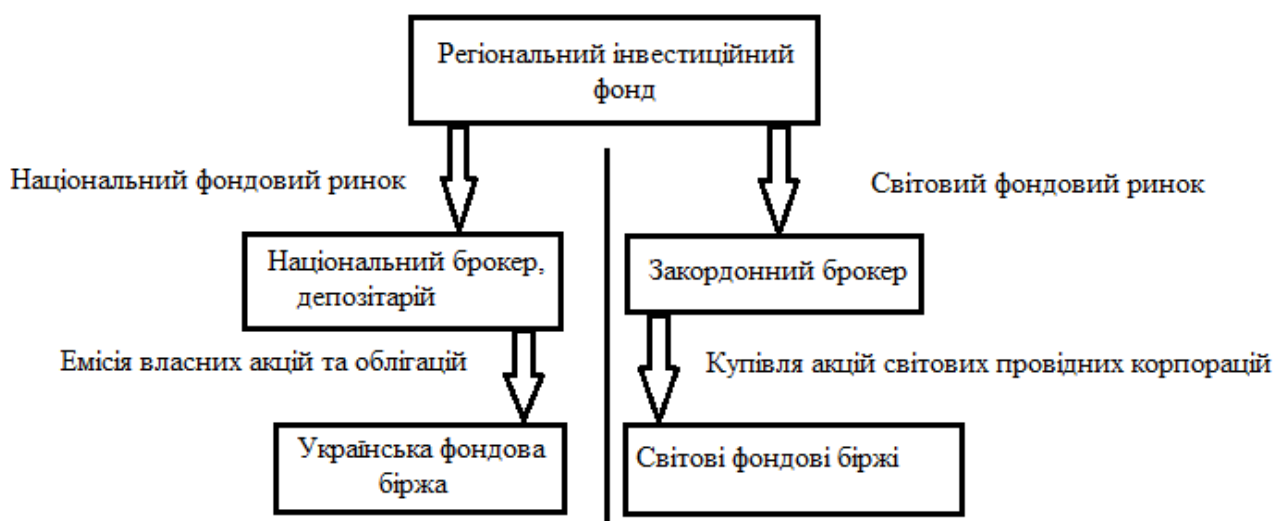 Регіональний інвестиційний
фонд
Національний фондовий ринок
Світовий фондовий ринок
Національний брокер,
депозітарій
Закордонний брокер
Емісія власних акцій та облігацій
Купівля акцій світових провідних корпорацій
Українська фондова
біржа
Світові фондові біржі